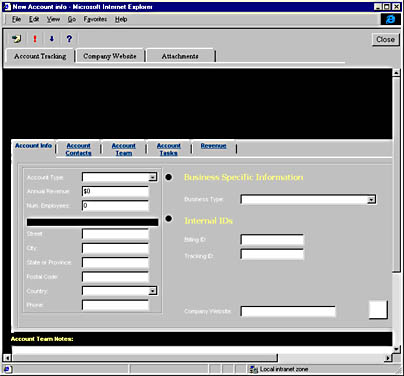 New Account info - Microsoft Internet Explorer
File Edit View Go Favorites Help
Close
Account Tracking Company Website Attachments
Account Info Account Contacts Account Team Account Tasks Revenue
Account Type:
Business Specific Information
Annual Revenue: $0
Business Type:
Num. Employees: 0
Internal IDs
Street:
Billing ID:
City:
Tracking ID:
State or Province:
Postal Code:
Country:
Phone:
Company Website:
Account Team Notes:
Local intranet zone